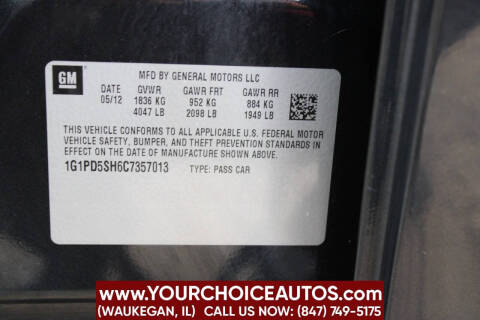 GM
MFD BY GENERAL MOTORS LLC
DATE GVWR GAWR FRT GAWR RR
05/12 1836 KG 952 KG 884 KG
4047 LB 2098 LB 1949 LB
THIS VEHICLE CONFORMS TO ALL APPLICABLE U.S. FEDERAL MOTOR
VEHICLE SAFETY, BUMPER, AND THEFT PREVENTION STANDARDS
IN EFFECT ON THE DATE OF MANUFACTURE SHOWN ABOVE.
1G1PD5SH6C7357013 TYPE: PASS CAR
WWW.YOURCHOICEAUTOS.COM
(WAUKEGAN, IL) CALL US NOW: (847) 749-5175